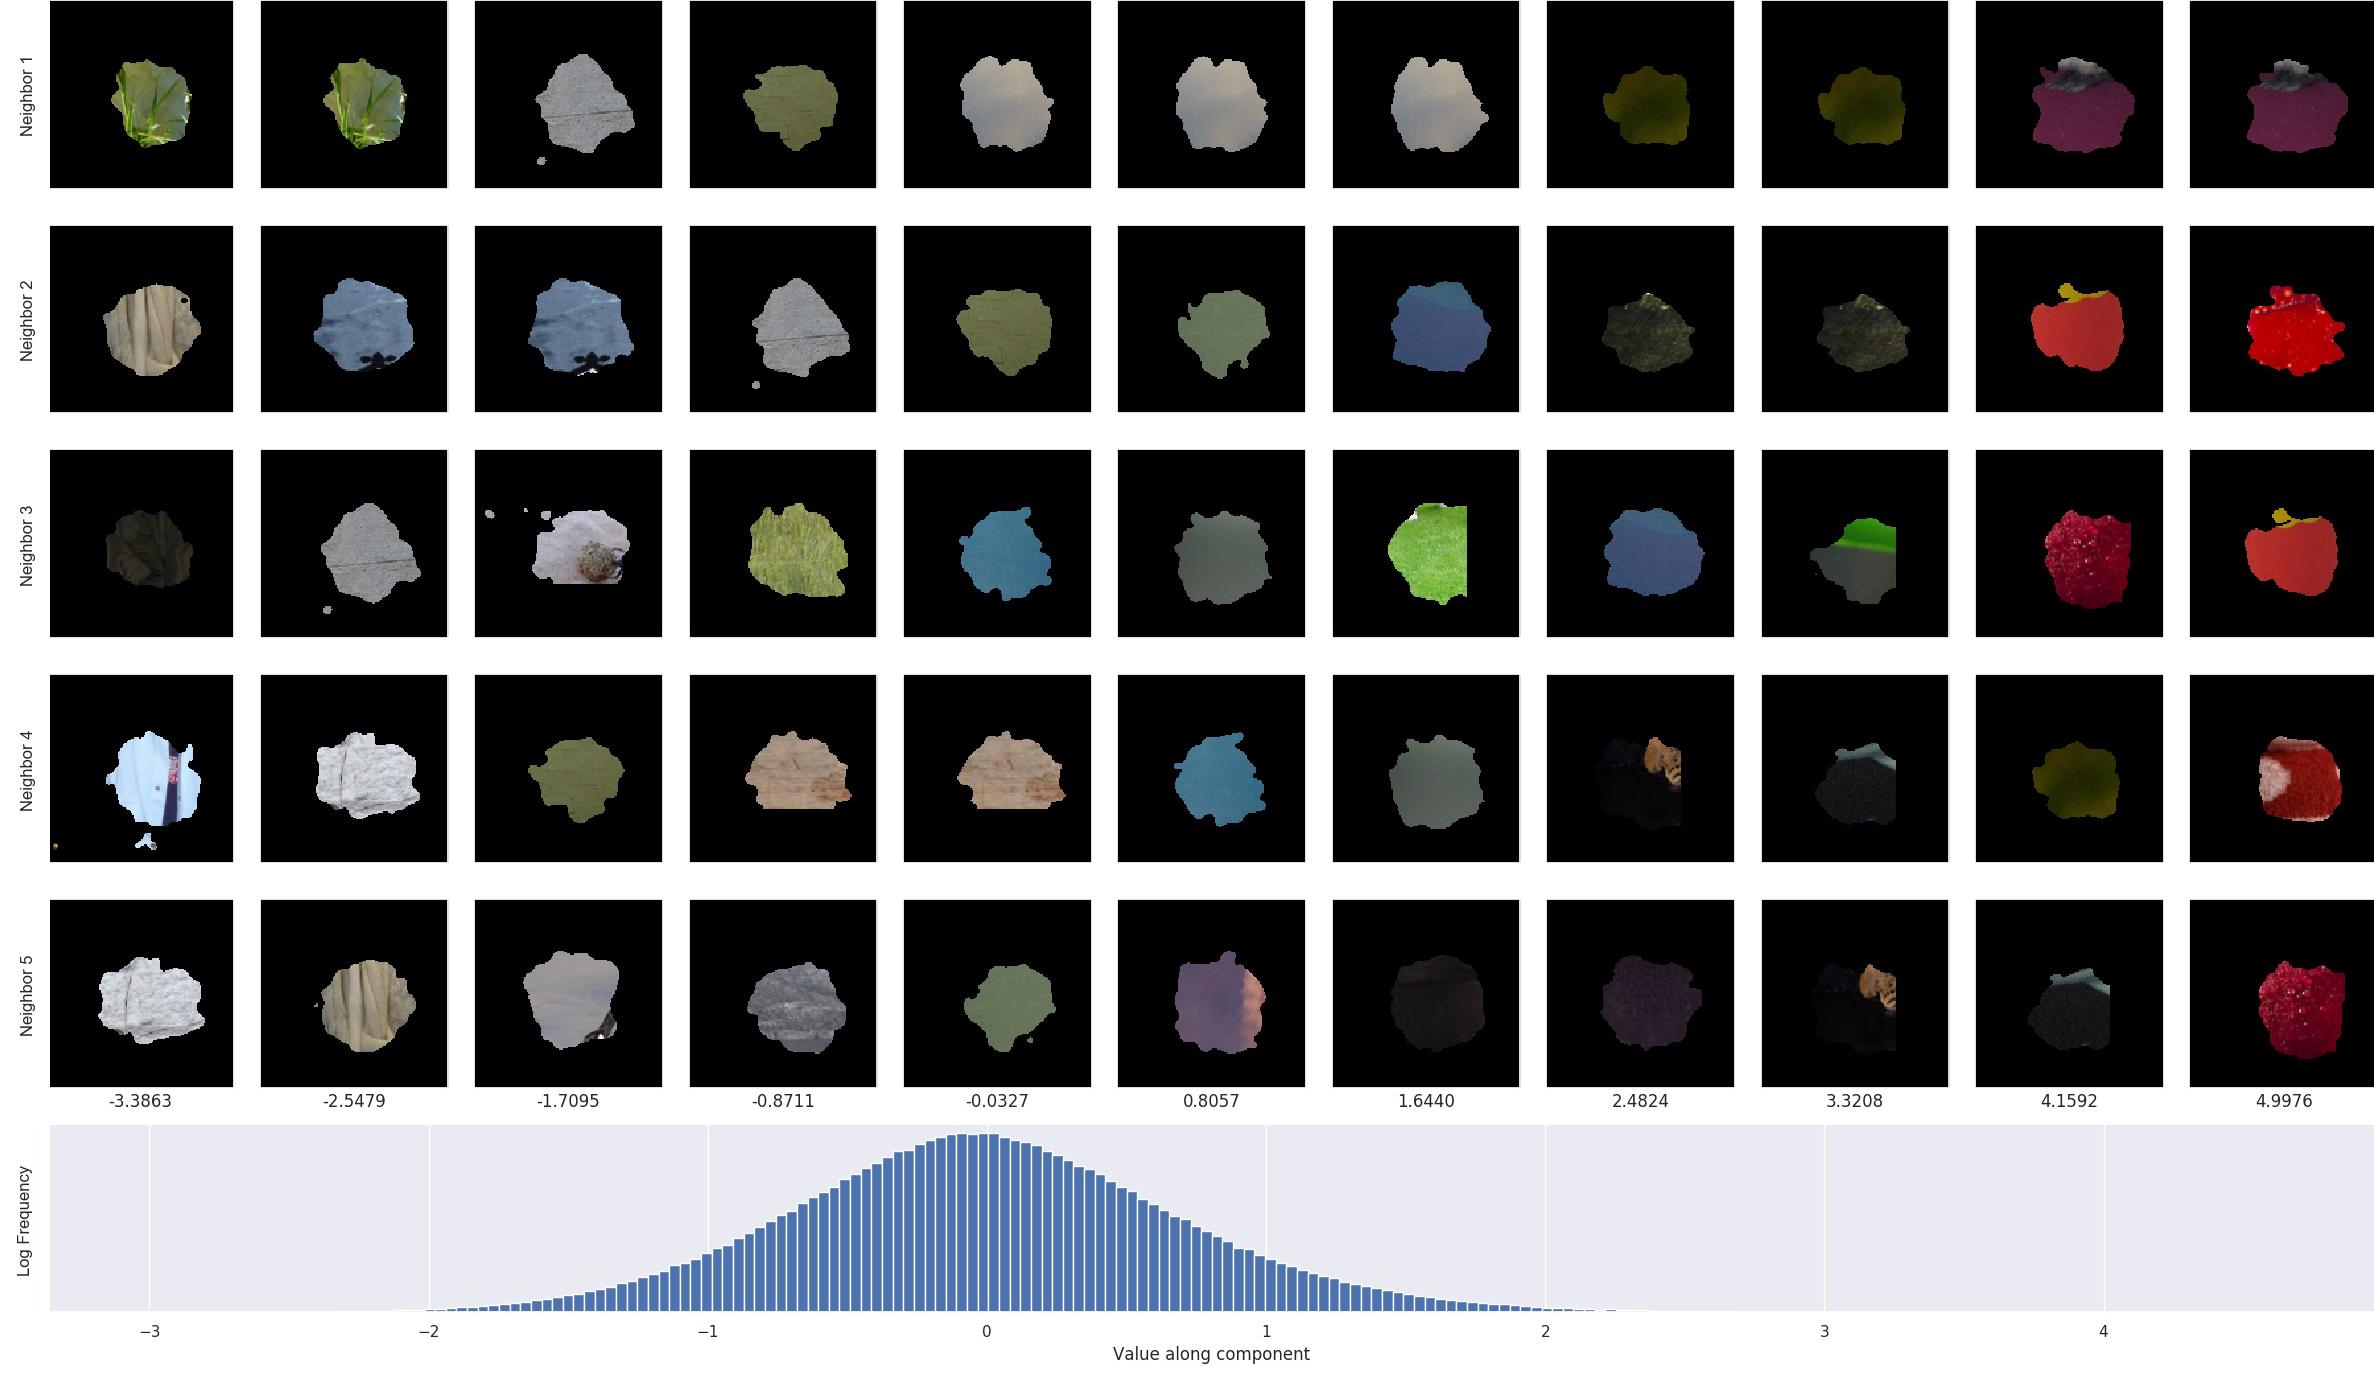 Neighbor 1
Neighbor 2
Neighbor 3
Neighbor 4
Neighbor 5
-3.3863 -2.5479 -1.7095 -0.8711 -0.0327 0.8057 1.6440 2.4824 3.3208 4.1592 4.9976
Log Frequency
−3 −2 −1 0 1 2 3 4
Value along component